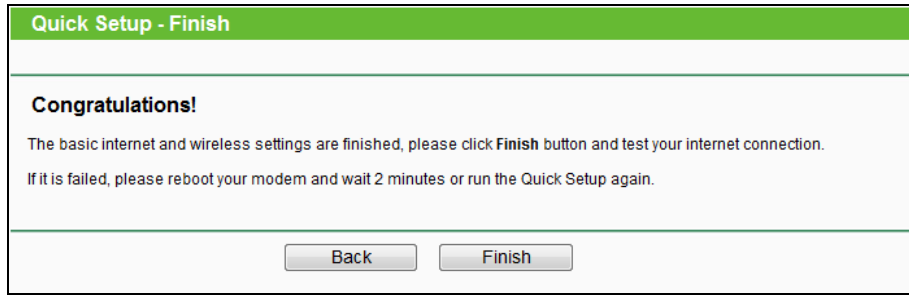 Quick Setup - Finish
Congratulations!
The basic internet and wireless settings are finished, please click Finish button and test your internet connection.
If it is failed, please reboot your modem and wait 2 minutes or run the Quick Setup again.
Back Finish